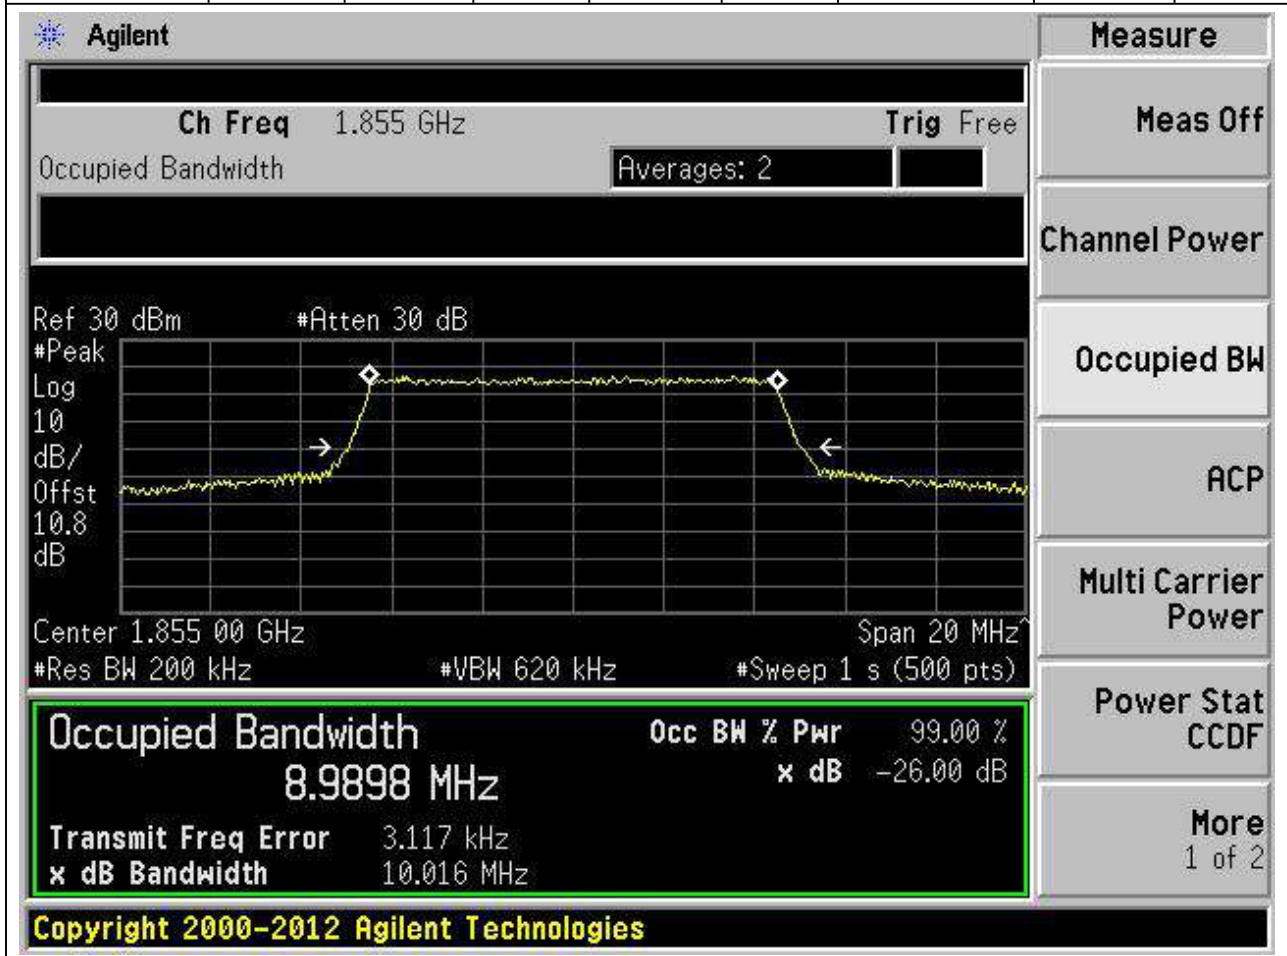 Agilent
Measure
Ch Freq 1.855 GHz Trig Free
Occupied Bandwidth Averages: 2
Meas Off
Channel Power
Occupied BW
ACP
Multi Carrier
Power
Power Stat
CCDF
More
1 of 2
Ref 30 dBm #Atten 30 dB
#Peak
Log
10
dB/
Offst
10.8
dB
Center 1.855 00 GHz Span 20 MHz^
#Res BW 200 kHz #VBW 620 kHz #Sweep 1 s (500 pts)
Occupied Bandwidth
8.9898 MHz
Occ BW % Pwr 99.00 %
x dB -26.00 dB
Transmit Freq Error 3.117 kHz
x dB Bandwidth 10.016 MHz
Copyright 2000-2012 Agilent Technologies